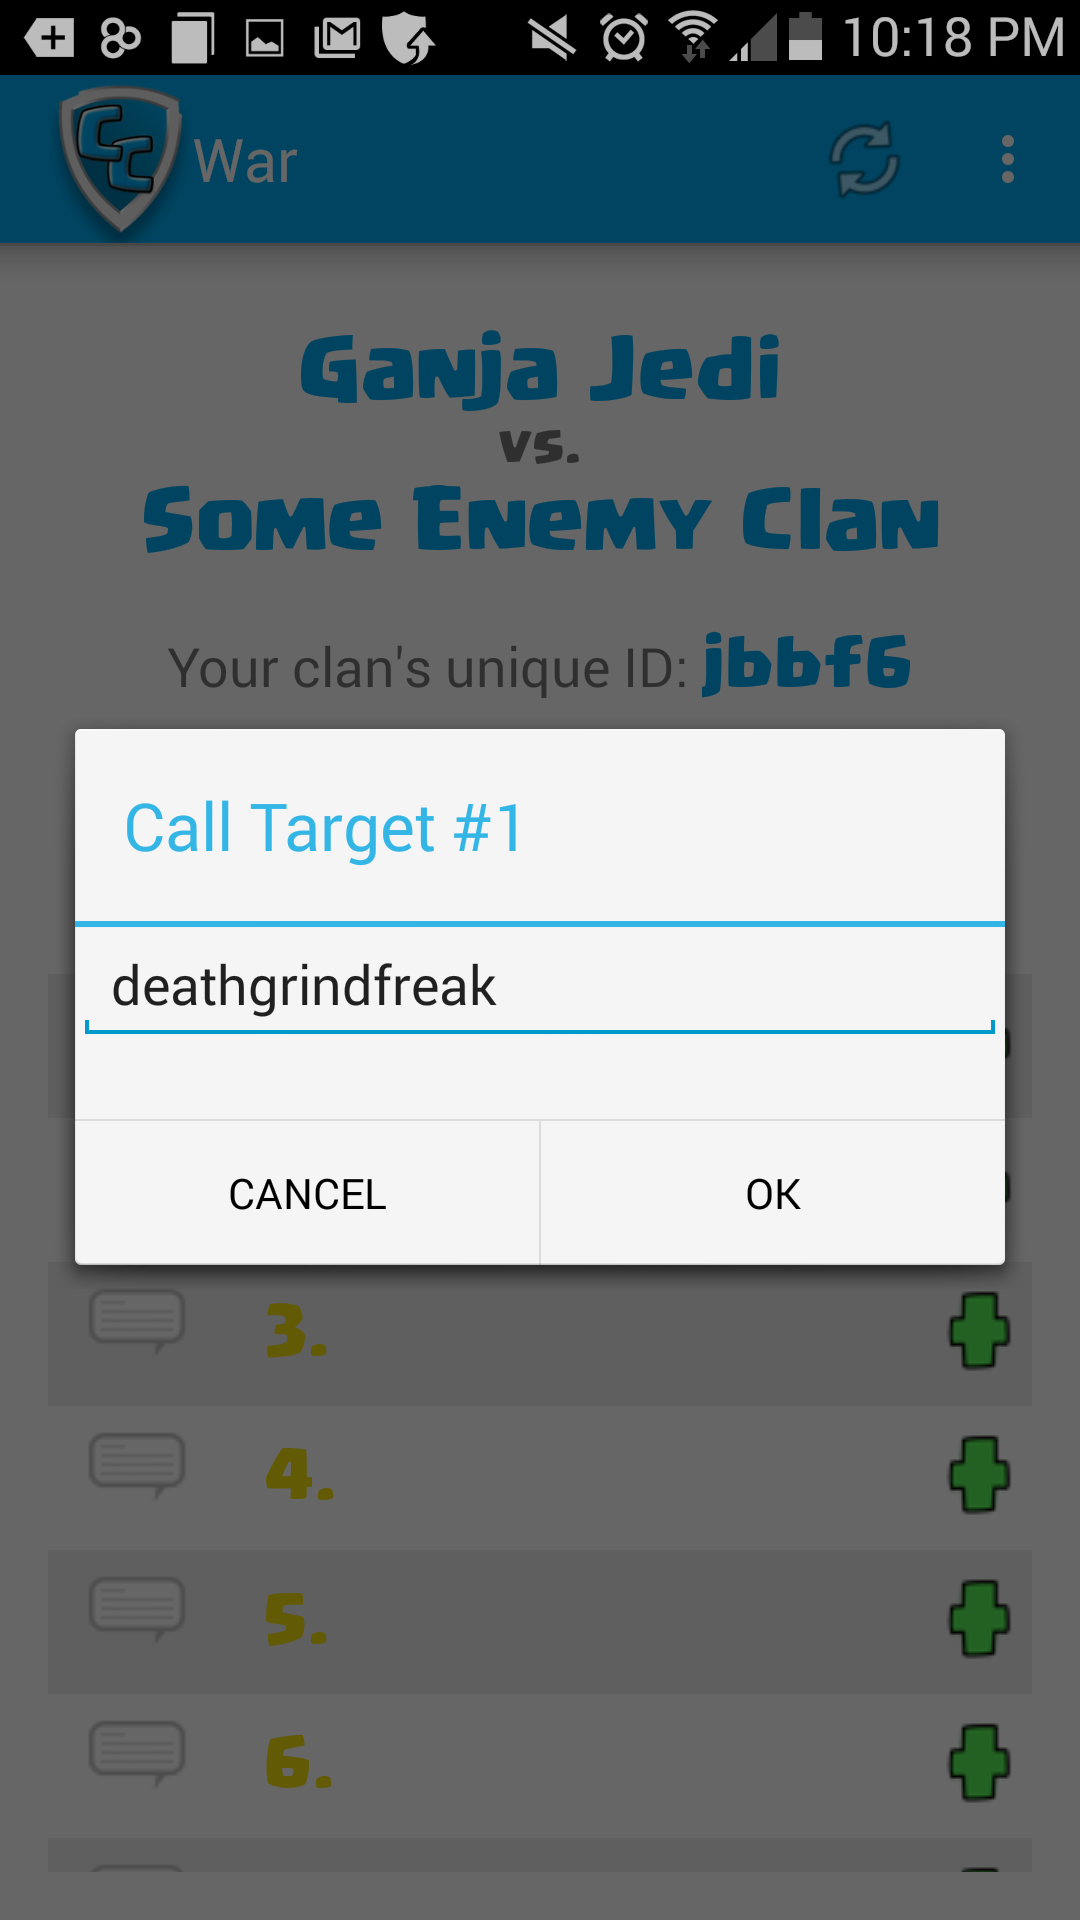 10:18 PM
CC War
Ganja Jedi
vs.
Some Enemy Clan
Your clan's unique ID: jbbf6
Call Target #1
deathgrindfreak
CANCEL OK
3.
4.
5.
6.